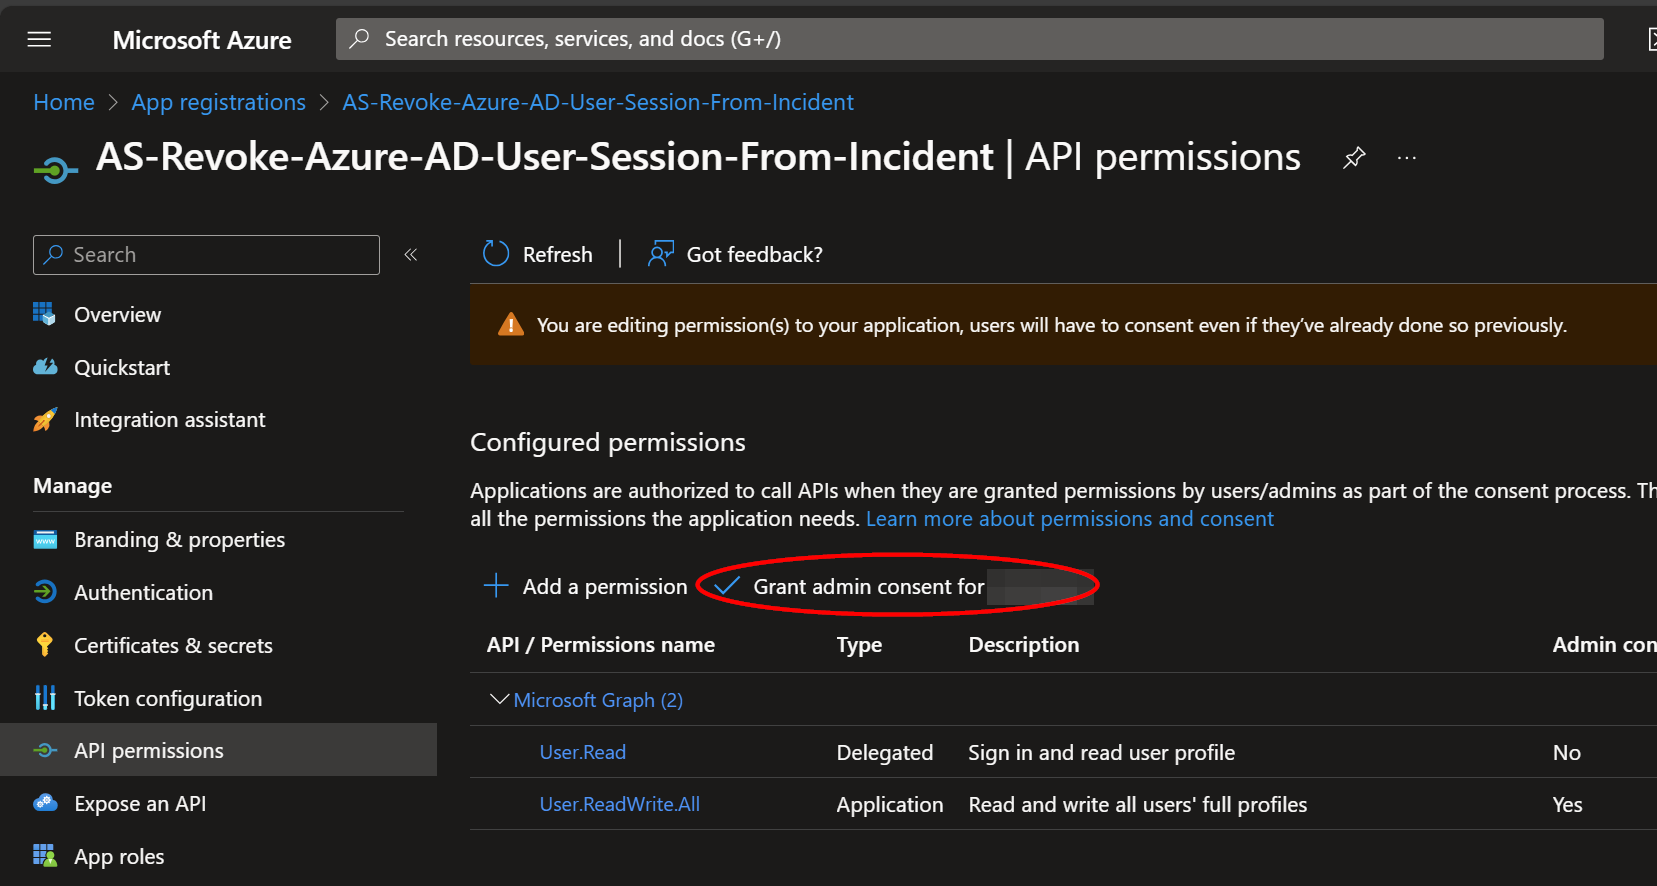 Microsoft Azure
Search resources, services, and docs (G+/)
Home > App registrations > AS-Revoke-Azure-AD-User-Session-From-Incident
AS-Revoke-Azure-AD-User-Session-From-Incident | API permissions
Search
Refresh
Got feedback?
You are editing permission(s) to your application, users will have to consent even if they’ve already done so previously.
Overview
Quickstart
Integration assistant
Manage
Branding & properties
Authentication
Certificates & secrets
Token configuration
API permissions
Expose an API
App roles
Configured permissions
Applications are authorized to call APIs when they are granted permissions by users/admins as part of the consent process.
all the permissions the application needs. Learn more about permissions and consent
Add a permission
Grant admin consent for
API / Permissions name Type Description Admin
Microsoft Graph (2)
User.Read Delegated Sign in and read user profile No
User.ReadWrite.All Application Read and write all users' full profiles Yes